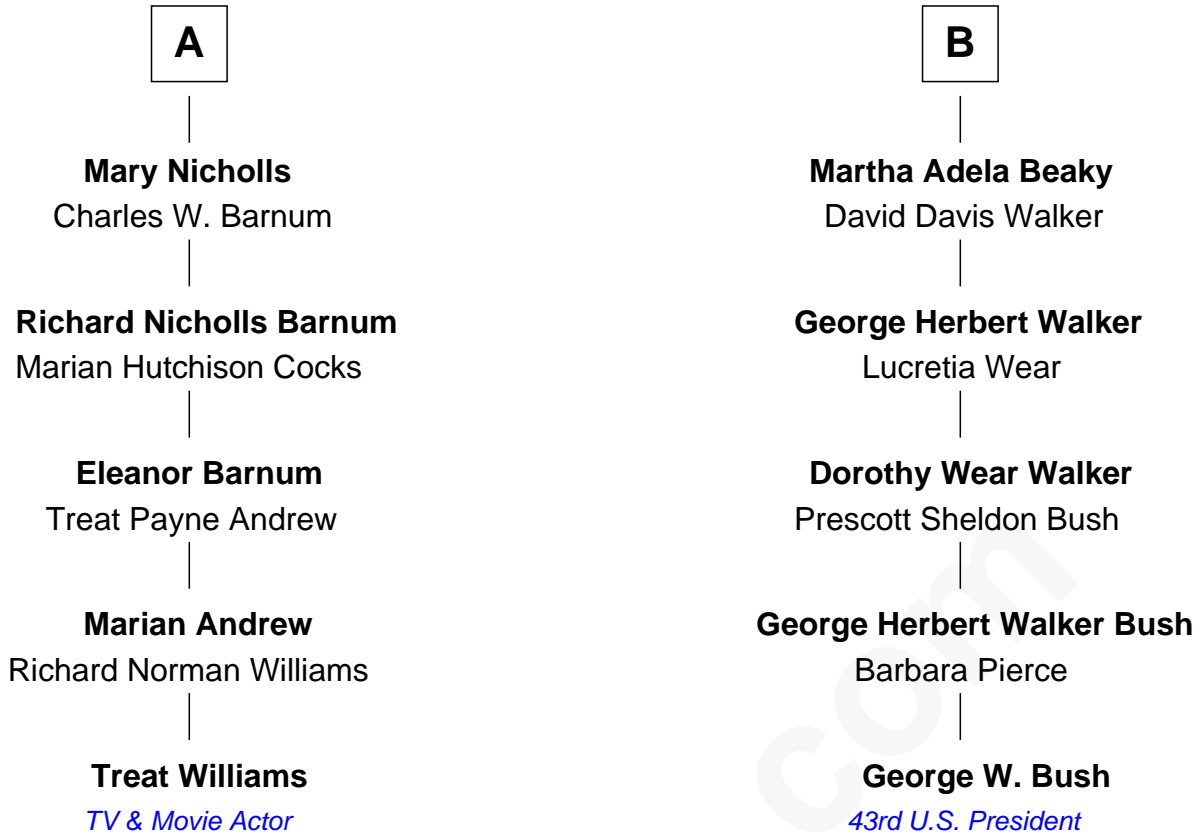 A
Mary Nicholls
Charles W. Barnum
Richard Nicholls Barnum
Marian Hutchison Cocks
Eleanor Barnum
Treat Payne Andrew
Marian Andrew
Richard Norman Williams
Treat Williams
TV & Movie Actor
B
Martha Adela Beaky
David Davis Walker
George Herbert Walker
Lucretia Wear
Dorothy Wear Walker
Prescott Sheldon Bush
George Herbert Walker Bush
Barbara Pierce
George W. Bush
43rd U.S. President
com